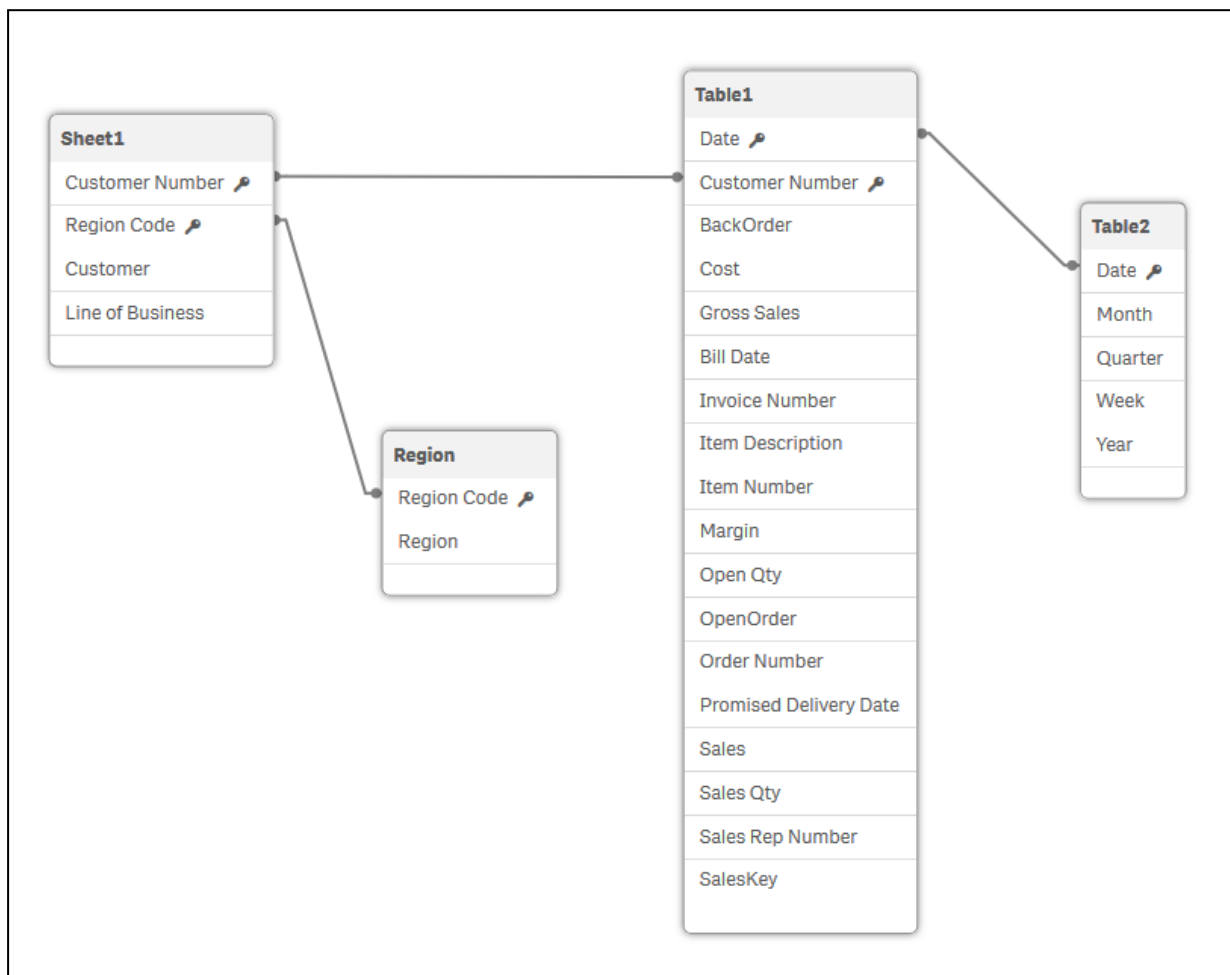 Sheet1
Customer Number
Region Code
Customer
Line of Business
Region
Region Code
Region
Table1
Date
Customer Number
BackOrder
Cost
Gross Sales
Bill Date
Invoice Number
Item Description
Item Number
Margin
Open Qty
OpenOrder
Order Number
Promised Delivery Date
Sales
Sales Qty
Sales Rep Number
SalesKey
Table2
Date
Month
Quarter
Week
Year